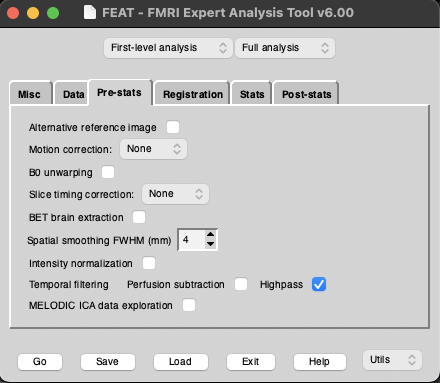 FEAT - FMRI Expert Analysis Tool v6.00
First-level analysis Full analysis
Misc Data Pre-stats Registration Stats Post-stats
Alternative reference image
Motion correction: None
B0 unwarping
Slice timing correction: None
BET brain extraction
Spatial smoothing FWHM (mm) 4
Intensity normalization
Temporal filtering Perfusion subtraction Highpass
MELODIC ICA data exploration
Go Save Load Exit Help Utils